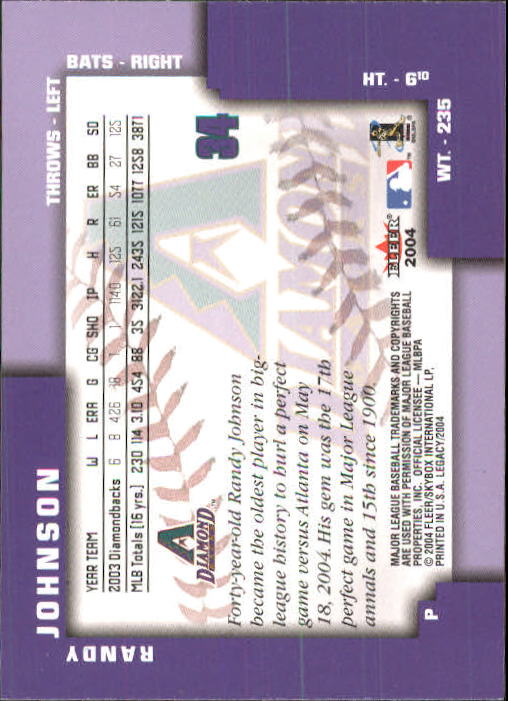 RANDY
JOHNSON
THROWS - LEFT
BATS - RIGHT
HT. - 6'10
WT. - 235
P
YEAR TEAM W L ERA G CG SHO IP H R ER BB SO
2003 Diamondbacks 6 8 4.26 18 1 1 114.0 125 61 54 27 125
MLB Totals (16 yrs.) 230 114 3.10 454 88 35 3122.1 2435 1215 1077 1258 3871
34
A
DIAMOND
Forty-year-old Randy Johnson
became the oldest player in big-
league history to hurl a perfect
game versus Atlanta on May
18, 2004. His gem was the 17th
perfect game in Major League
annals and 15th since 1900.
FLEER
2004
MAJOR LEAGUE BASEBALL TRADEMARKS AND COPYRIGHTS
ARE USED WITH PERMISSION OF MAJOR LEAGUE BASEBALL
PROPERTIES, INC. OFFICIAL LICENSEE — MLBPA
© 2004 FLEER/SKYBOX INTERNATIONAL LP.
PRINTED IN U.S.A. LEGACY/2004